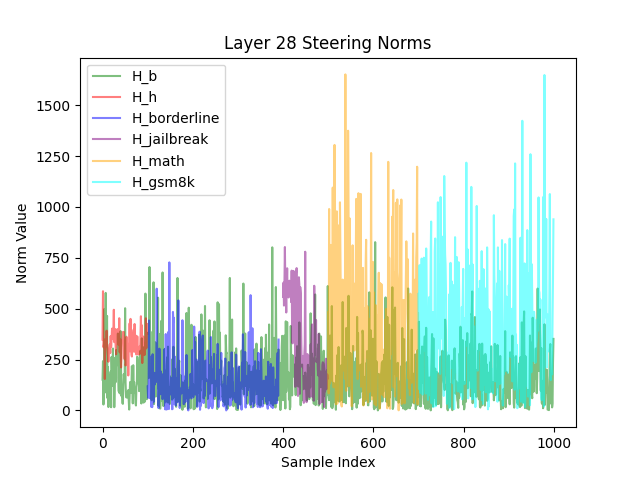 Layer 28 Steering Norms
H_b
H_h
H_borderline
H_jailbreak
H_math
H_gsm8k
1500
1250
1000
750
500
250
0
Norm Value
0 200 400 600 800 1000
Sample Index